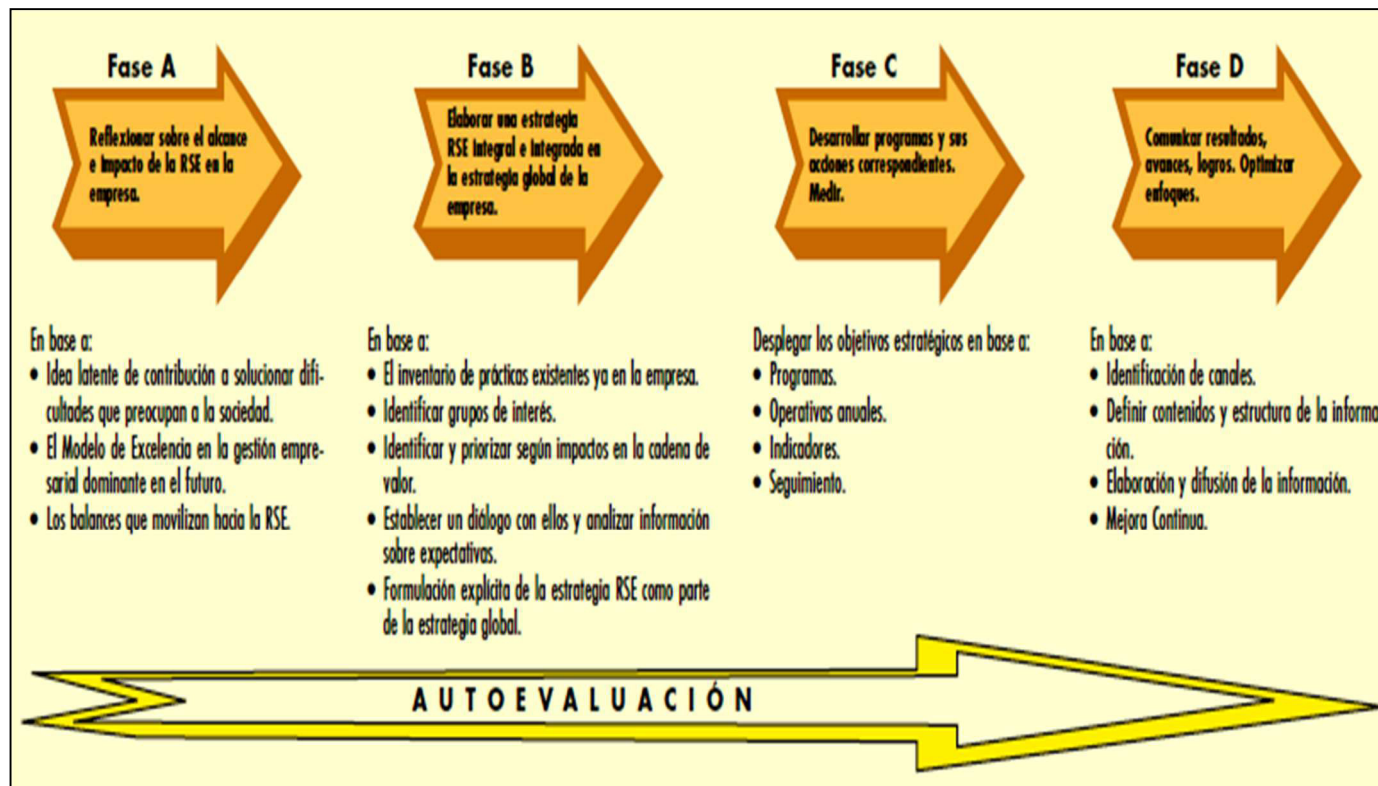 Fase A
Reflexionar sobre el alcance
e impacto de la RSE en la
empresa.
En base a:
• Idea latente de contribución a solucionar difi-
cultades que preocupan a la sociedad.
• El Modelo de Excelencia en la gestión empre-
sarial dominante en el futuro.
• Los balances que movilizan hacia la RSE.
Fase B
Elaborar una estrategia
RSE integral e integrada en
la estrategia global de la
empresa.
En base a:
• El inventario de prácticas existentes ya en la empresa.
• Identificar grupos de interés.
• Identificar y priorizar según impactos en la cadena de
valor.
• Establecer un diálogo con ellos y analizar información
sobre expectativas.
• Formulación explícita de la estrategia RSE como parte
de la estrategia global.
Fase C
Desarrollar programas y sus
acciones correspondientes.
Medir.
Desplegar los objetivos estratégicos en base a:
• Programas.
• Operativas anuales.
• Indicadores.
• Seguimiento.
Fase D
Comunicar resultados,
avances, logros. Optimizar
enfoques.
En base a:
• Identificación de canales.
• Definir contenidos y estructura de la informa
ción.
• Elaboración y difusión de la información.
• Mejora Continua.
AUTOEVALUACIÓN